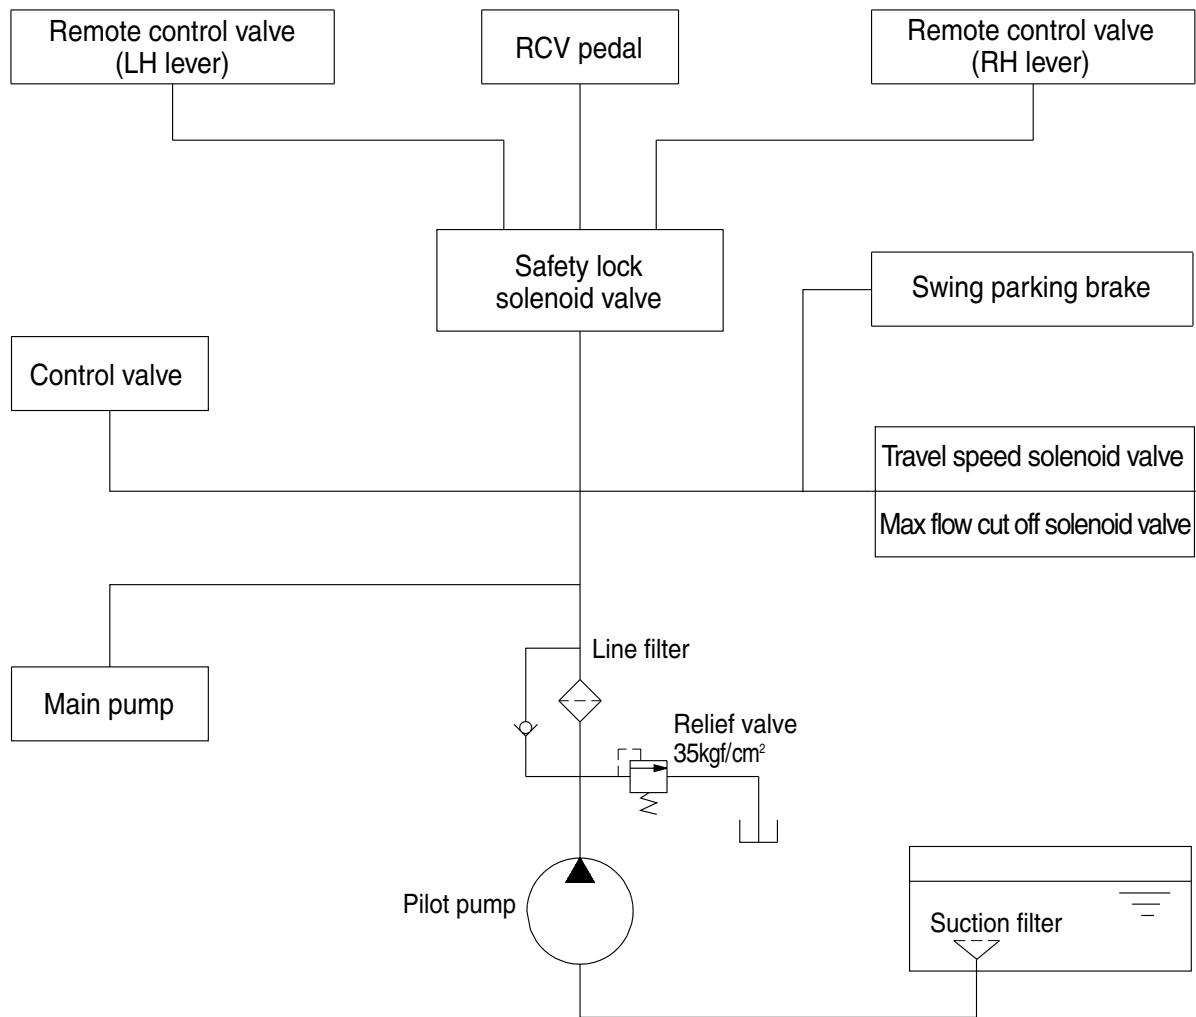 Remote control valve
(LH lever)
RCV pedal
Remote control valve
(RH lever)
Safety lock
solenoid valve
Swing parking brake
Control valve
Travel speed solenoid valve
Max flow cut off solenoid valve
Line filter
Main pump
Relief valve
35kgf/cm²
Pilot pump
Suction filter